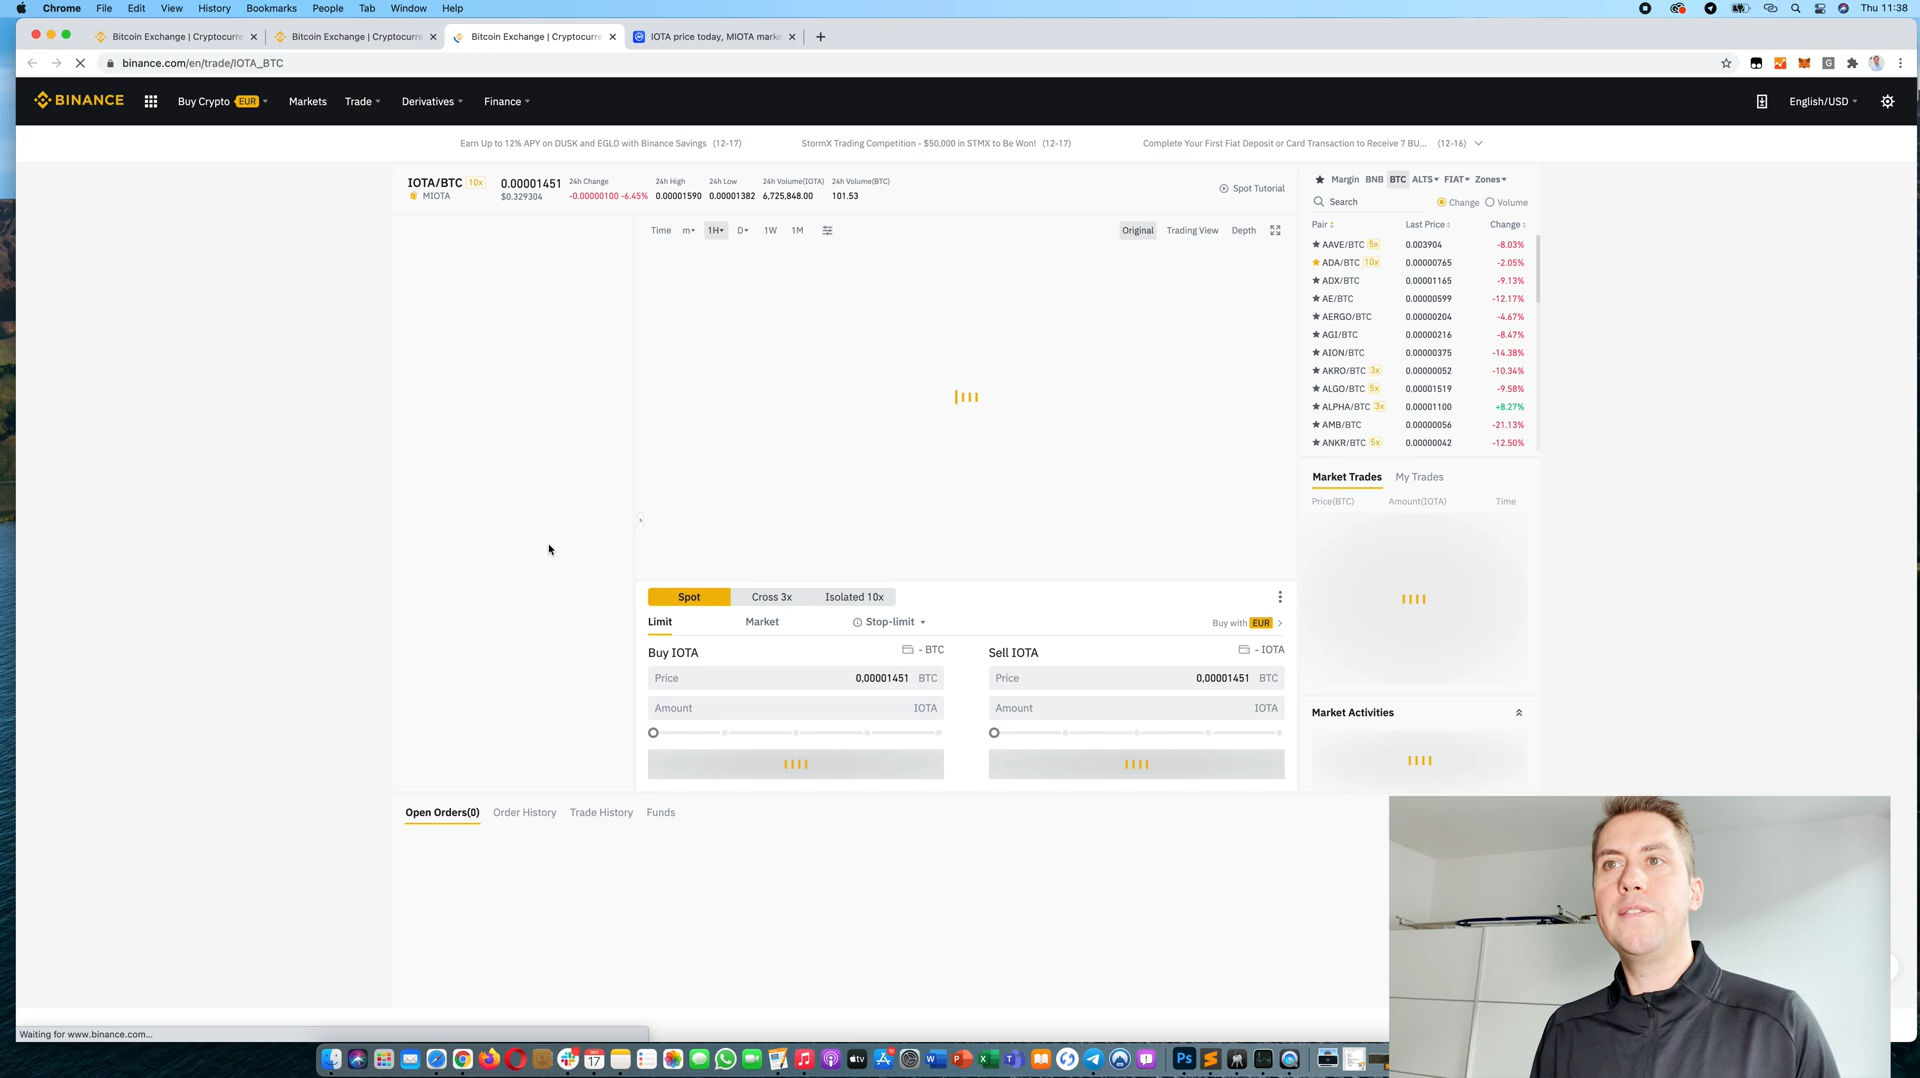 Chrome File Edit View History Bookmarks People Tab Window Help Thu 11:38
Bitcoin Exchange | Cryptocurre Bitcoin Exchange | Cryptocurre Bitcoin Exchange | Cryptocurre IOTA price today, MIOTA mark
binance.com/en/trade/IOTA_BTC
BINANCE Buy Crypto EUR Markets Trade Derivatives Finance English/USD
Earn Up to 12% APY on DUSK and EGLD with Binance Savings (12-17) StormX Trading Competition - $50,000 in STMX to Be Won! (12-17) Complete Your First Fiat Deposit or Card Transaction to Receive 7 BU... (12-16)
IOTA/BTC 10x 0.00001451 24h Change 24h High 24h Low 24h Volume(IOTA) 24h Volume(BTC)
MIOTA $0.329304 -0.00000100 -6.45% 0.00001590 0.00001382 6,725,848.00 101.53
Spot Tutorial
Time m 1H D 1W 1M Original Trading View Depth
Margin BNB BTC ALTS FIAT Zones
Search Change Volume
Pair Last Price Change
AAVE/BTC 5x 0.003904 -8.03%
ADA/BTC 10x 0.00000765 -2.05%
ADX/BTC 0.00001165 -9.13%
AE/BTC 0.00000599 -12.17%
AERGO/BTC 0.00000204 -4.67%
AGI/BTC 0.00000216 -8.47%
AION/BTC 0.00000375 -14.38%
AKRO/BTC 3x 0.00000052 -10.34%
ALGO/BTC 5x 0.00001519 -9.58%
ALPHA/BTC 3x 0.00001100 +8.27%
AMB/BTC 0.00000056 -21.13%
ANKR/BTC 5x 0.00000042 -12.50%
Market Trades My Trades
Price(BTC) Amount(IOTA) Time
Spot Cross 3x Isolated 10x
Limit Market Stop-limit Buy with EUR
Buy IOTA - BTC Sell IOTA - IOTA
Price 0,00001451 BTC Price 0,00001451 BTC
Amount IOTA Amount IOTA
Market Activities
Open Orders(0) Order History Trade History Funds
Waiting for www.binance.com...